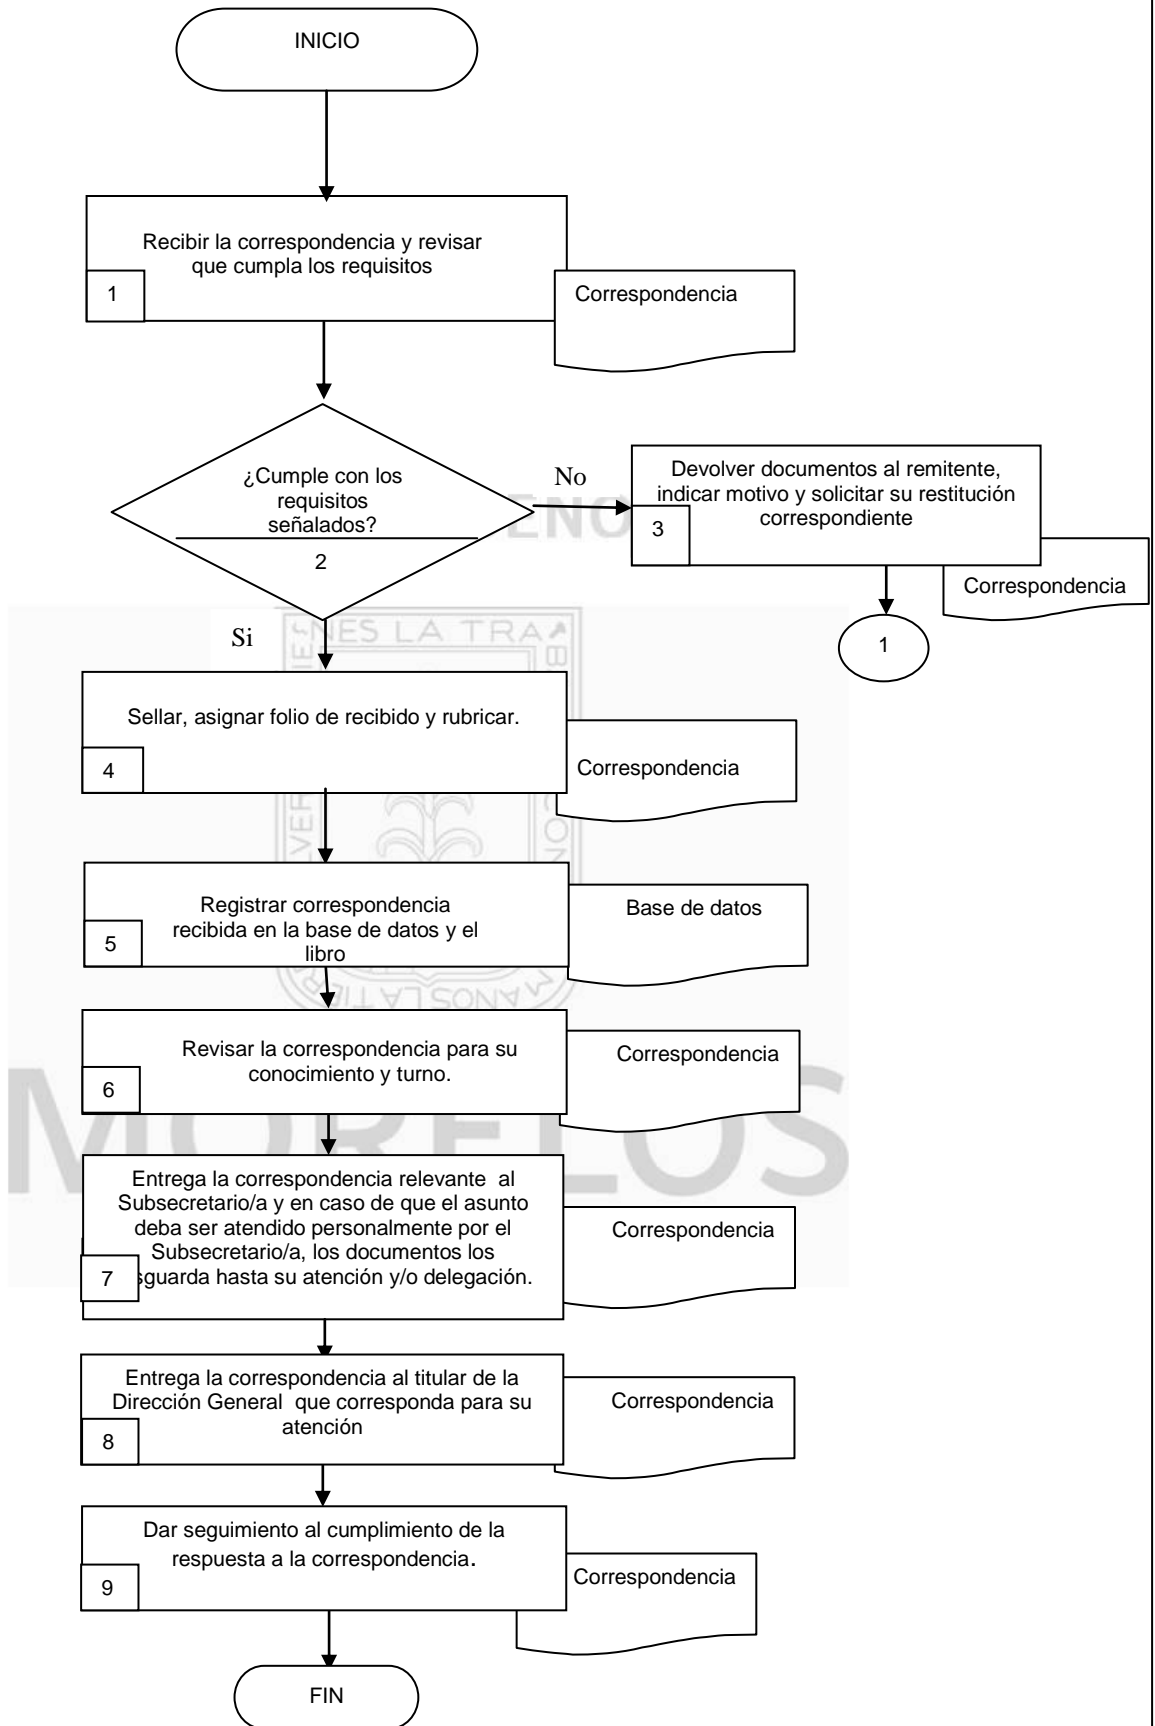 INICIO
Recibir la correspondencia y revisar
que cumpla los requisitos
1
Correspondencia
¿Cumple con los
requisitos
señalados?
2
No
Devolver documentos al remitente,
indicar motivo y solicitar su restitución
correspondiente
3
Correspondencia
1
Si
Sellar, asignar folio de recibido y rubricar.
4
Correspondencia
Registrar correspondencia
recibida en la base de datos y el
libro
5
Base de datos
Revisar la correspondencia para su
conocimiento y turno.
6
Correspondencia
Entrega la correspondencia relevante al
Subsecretario/a y en caso de que el asunto
deba ser atendido personalmente por el
Subsecretario/a, los documentos los
sguarda hasta su atención y/o delegación.
7
Correspondencia
Entrega la correspondencia al titular de la
Dirección General que corresponda para su
atención
8
Correspondencia
Dar seguimiento al cumplimiento de la
respuesta a la correspondencia.
9
Correspondencia
FIN
MORELOS